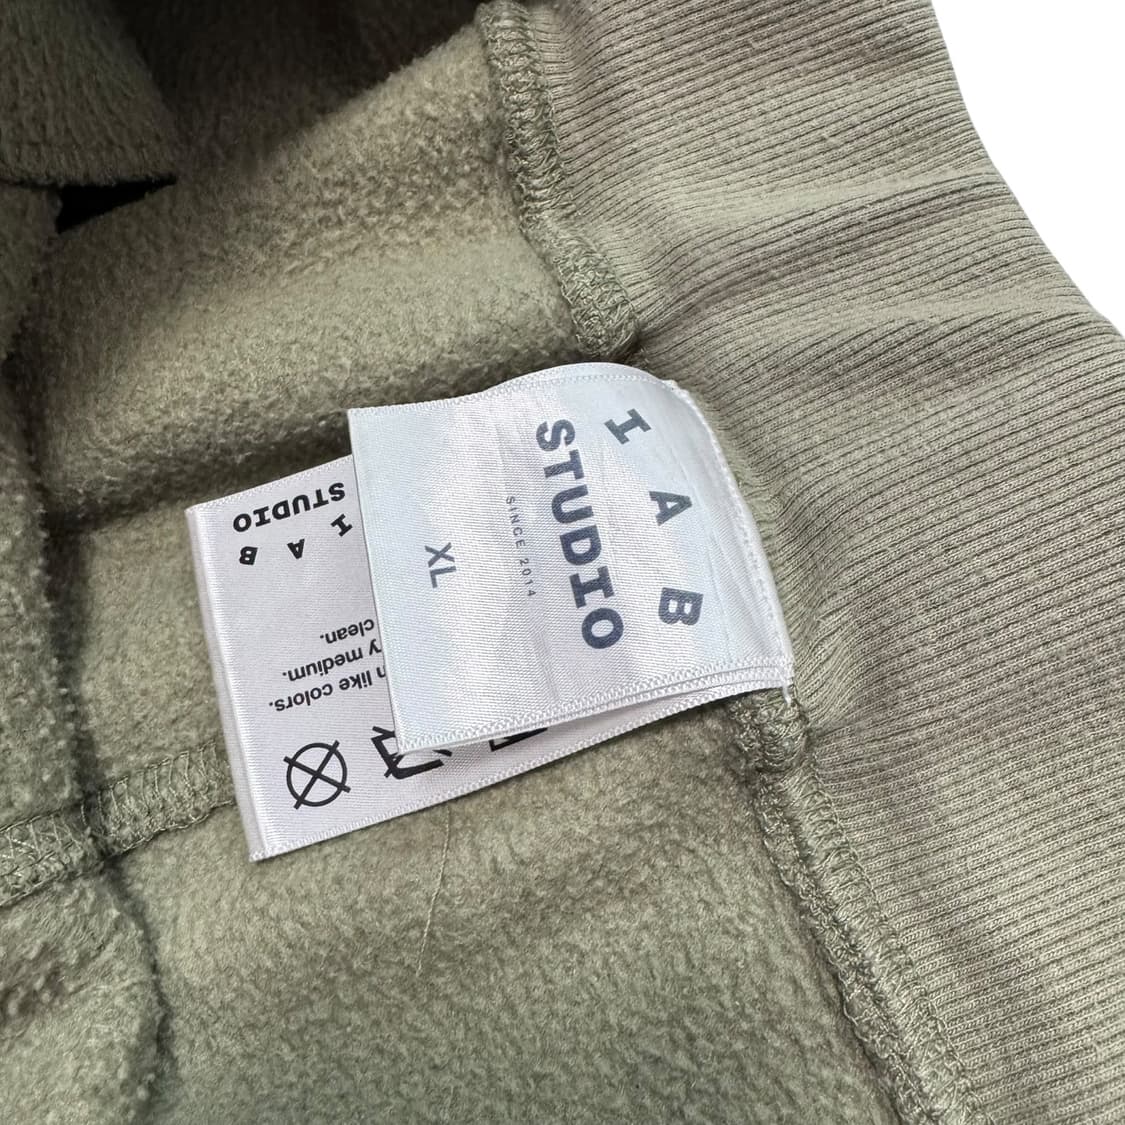 I A B
STUDIO
SINCE 2014
XL
I A B
STUDIO
like colors.
medium.
clean.